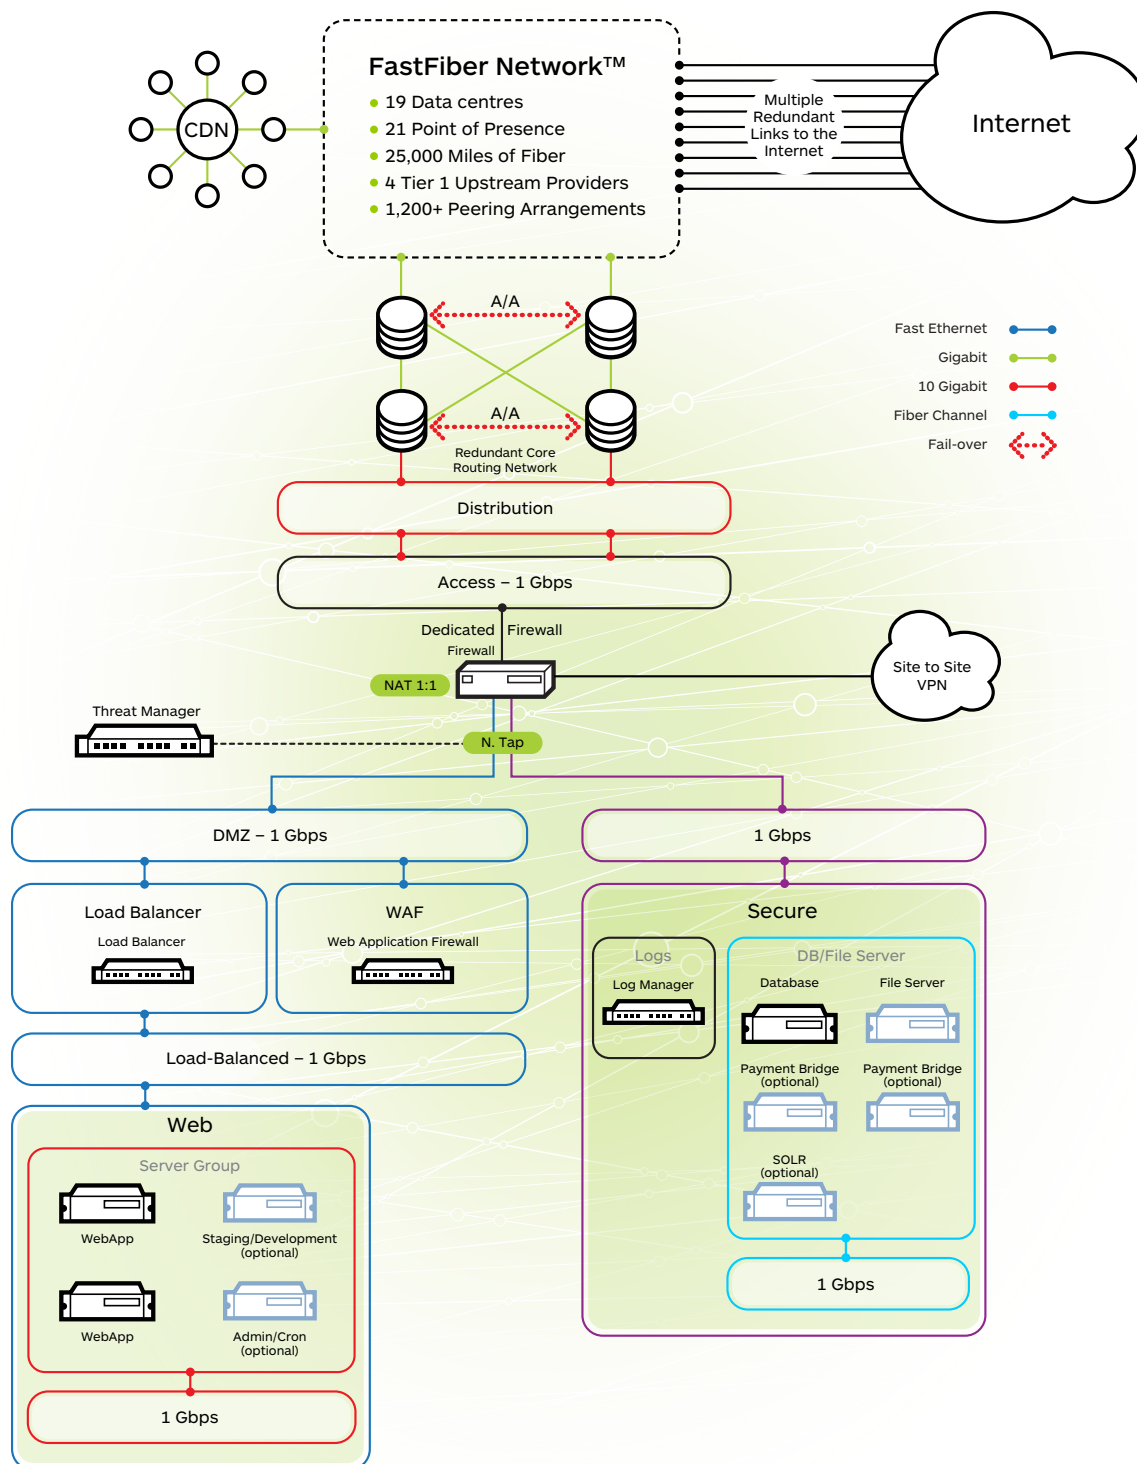 FastFiber Network™
19 Data centres
21 Point of Presence
25,000 Miles of Fiber
4 Tier 1 Upstream Providers
1,200+ Peering Arrangements
CDN
Multiple
Redundant
Links to the
Internet
Internet
A/A
A/A
Redundant Core
Routing Network
Fast Ethernet
Gigabit
10 Gigabit
Fiber Channel
Fail-over
Distribution
Access – 1 Gbps
Dedicated Firewall
Firewall
NAT 1:1
Site to Site
VPN
Threat Manager
N. Tap
DMZ – 1 Gbps
1 Gbps
Load Balancer
Load Balancer
WAF
Web Application Firewall
Load-Balanced – 1 Gbps
Web
Server Group
WebApp
Staging/Development
(optional)
WebApp
Admin/Cron
(optional)
1 Gbps
Secure
Logs
Log Manager
DB/File Server
Database
File Server
Payment Bridge
(optional)
Payment Bridge
(optional)
SOLR
(optional)
1 Gbps